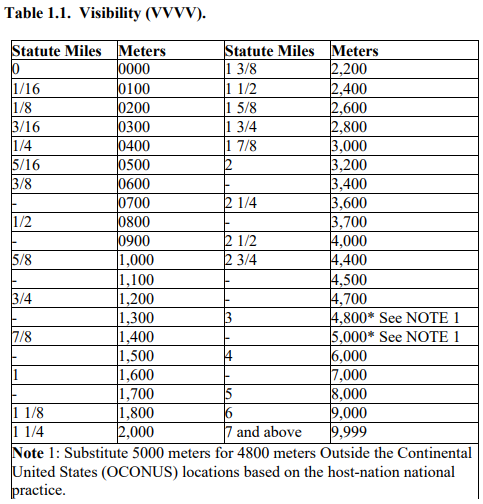 Table 1.1. Visibility (VVVV).
Statute Miles Meters Statute Miles Meters
0 0000 1 3/8 2,200
1/16 0100 1 1/2 2,400
1/8 0200 1 5/8 2,600
3/16 0300 1 3/4 2,800
1/4 0400 1 7/8 3,000
5/16 0500 2 3,200
3/8 0600 - 3,400
- 0700 2 1/4 3,600
1/2 0800 - 3,700
- 0900 2 1/2 4,000
5/8 1,000 2 3/4 4,400
- 1,100 - 4,500
3/4 1,200 - 4,700
- 1,300 3 4,800* See NOTE 1
7/8 1,400 - 5,000* See NOTE 1
- 1,500 4 6,000
1 1,600 - 7,000
- 1,700 5 8,000
1 1/8 1,800 6 9,000
1 1/4 2,000 7 and above 9,999
Note 1: Substitute 5000 meters for 4800 meters Outside the Continental
United States (OCONUS) locations based on the host-nation national
practice.